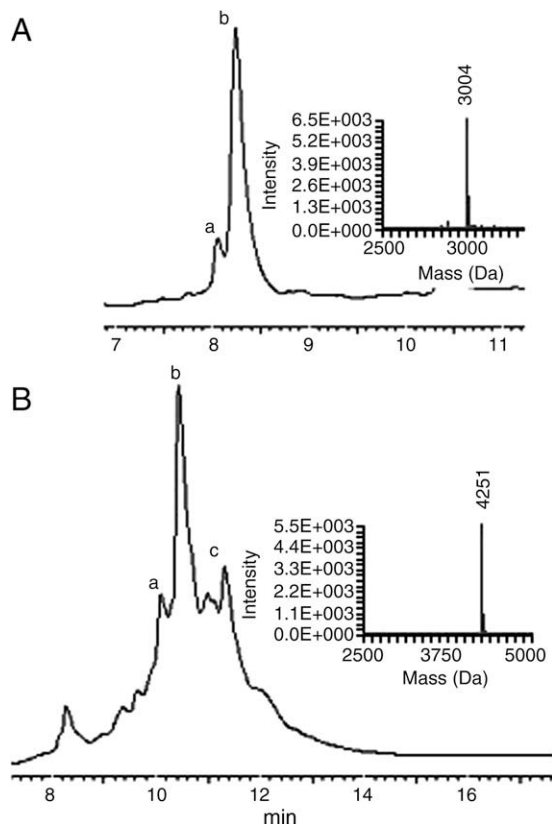 A
b
a
Intensity
6.5E+003
5.2E+003
3.9E+003
2.6E+003
1.3E+003
0.0E+000
3004
2500 3000
Mass (Da)
7 8 9 10 11
B
b
a
c
Intensity
5.5E+003
4.4E+003
3.3E+003
2.2E+003
1.1E+003
0.0E+000
4251
2500 3750 5000
Mass (Da)
8 10 12 14 16
min